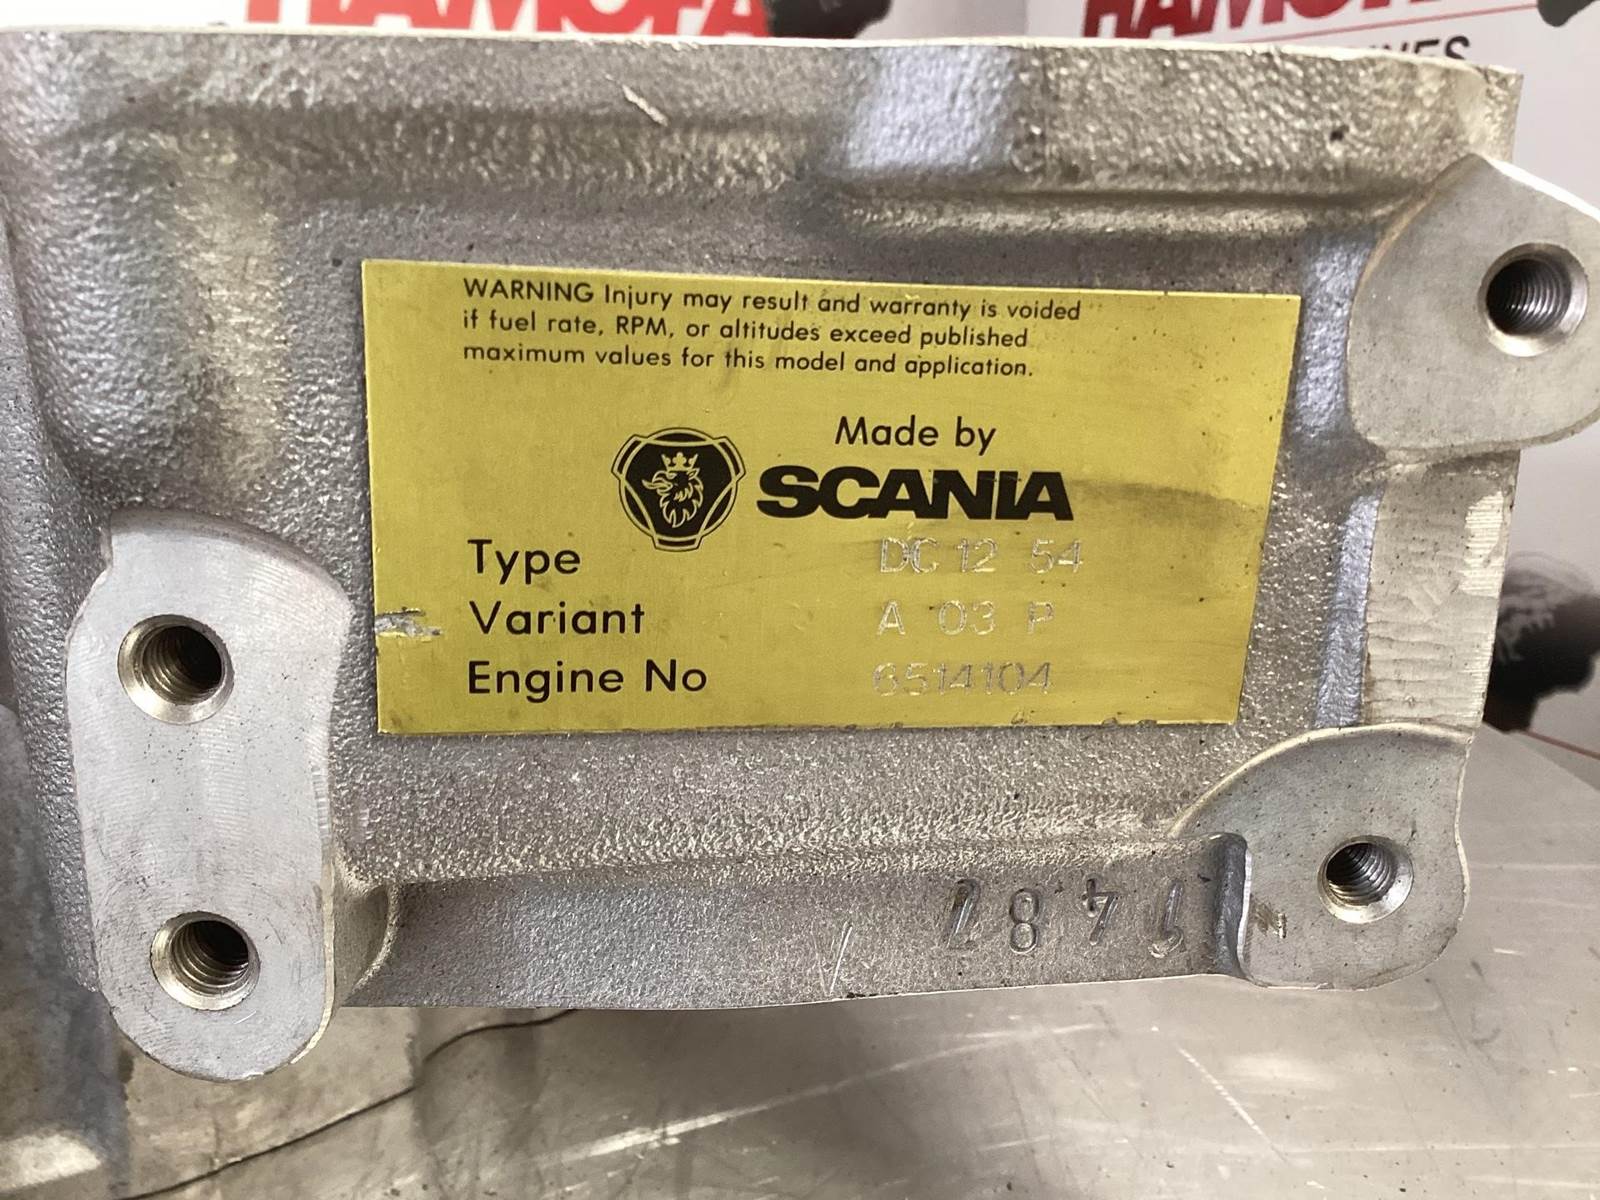 WARNING Injury may result and warranty is voided
if fuel rate, RPM, or altitudes exceed published
maximum values for this model and application.
Made by
SCANIA
Type DC 12 54
Variant A 03 P
Engine No 6514104